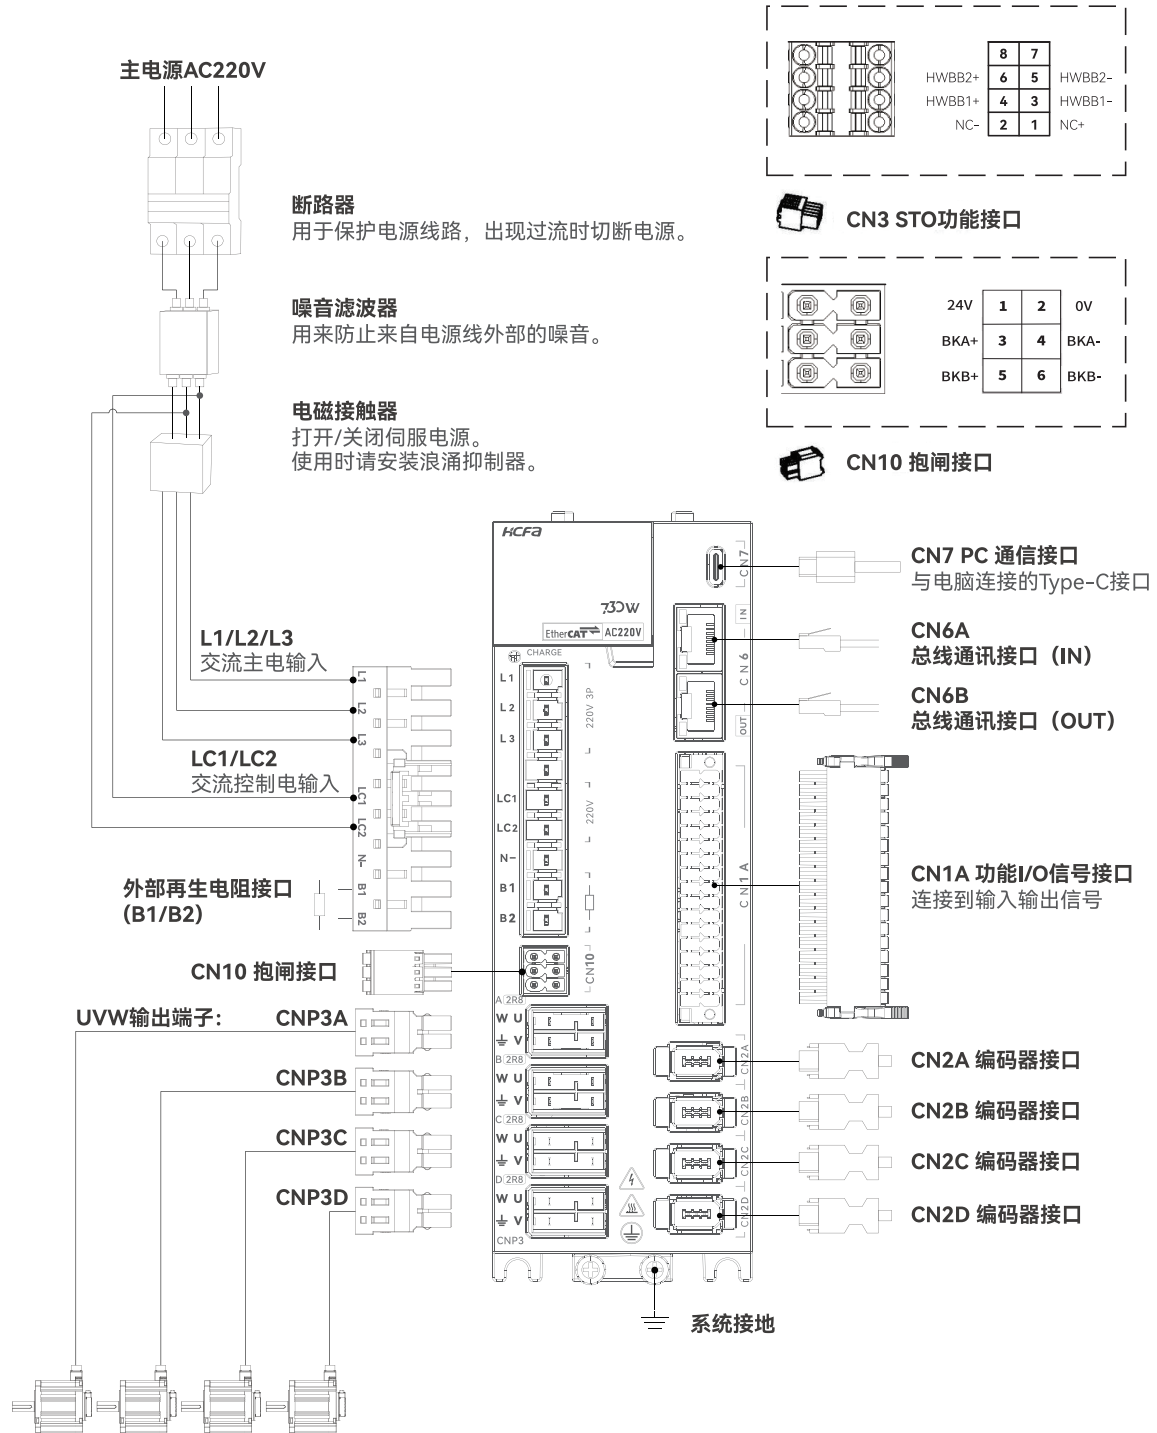 主电源AC220V
断路器
用于保护电源线路，出现过流时切断电源。
噪音滤波器
用来防止来自电源线外部的噪音。
电磁接触器
打开/关闭伺服电源。
使用时请安装浪涌抑制器。
8 7
HWBB2+ 6 5 HWBB2-
HWBB1+ 4 3 HWBB1-
NC- 2 1 NC+
CN3 STO功能接口
24V 1 2 0V
BKA+ 3 4 BKA-
BKB+ 5 6 BKB-
CN10 抱闸接口
HCFA
730W
EtherCAT AC220V
CHARGE
L1
L2
L3
LC1
LC2
N-
B1
B2
220V 3P
220V
CN10
A 2R8
W U
V
B 2R8
W U
V
C 2R8
W U
V
D 2R8
W U
V
CNP3
CN7
IN
CN6
OUT
CN1A
CN2A
CN2B
CN2C
CN2D
L1/L2/L3
交流主电输入
LC1/LC2
交流控制电输入
L1
L2
L3
LC1
LC2
N-
B1
B2
外部再生电阻接口
(B1/B2)
CN10 抱闸接口
UVW输出端子：
CNP3A
CNP3B
CNP3C
CNP3D
CN7 PC 通信接口
与电脑连接的Type-C接口
CN6A
总线通讯接口（IN）
CN6B
总线通讯接口（OUT）
CN1A 功能I/O信号接口
连接到输入输出信号
CN2A 编码器接口
CN2B 编码器接口
CN2C 编码器接口
CN2D 编码器接口
系统接地